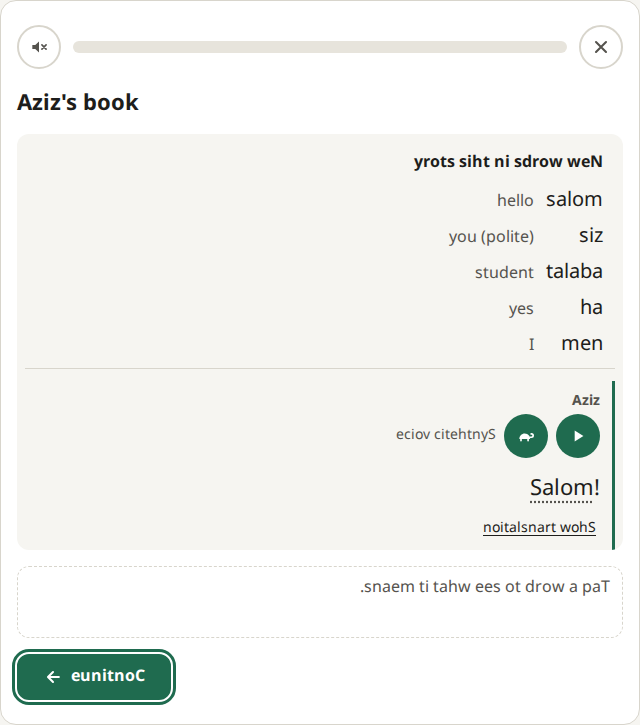 Aziz's book
yrots siht ni sdrow weN
hello salom
you (polite) siz
student talaba
yes ha
I men
Aziz
eciov citehtnyS
Salom!
noitalsnart wohS
.snaem ti tahw ees ot drow a paT
eunitnoC